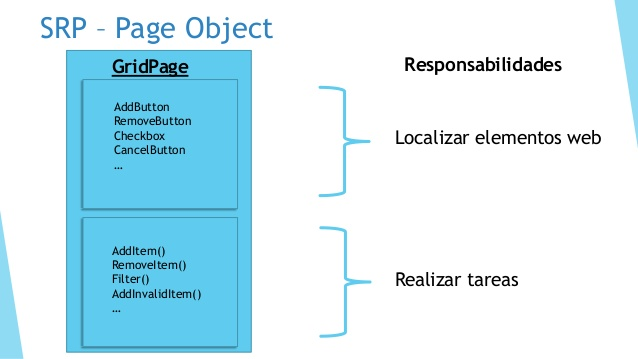 SRP – Page Object
GridPage
Responsabilidades
AddButton
RemoveButton
Checkbox
CancelButton
…
Localizar elementos web
AddItem()
RemoveItem()
Filter()
AddInvalidItem()
…
Realizar tareas